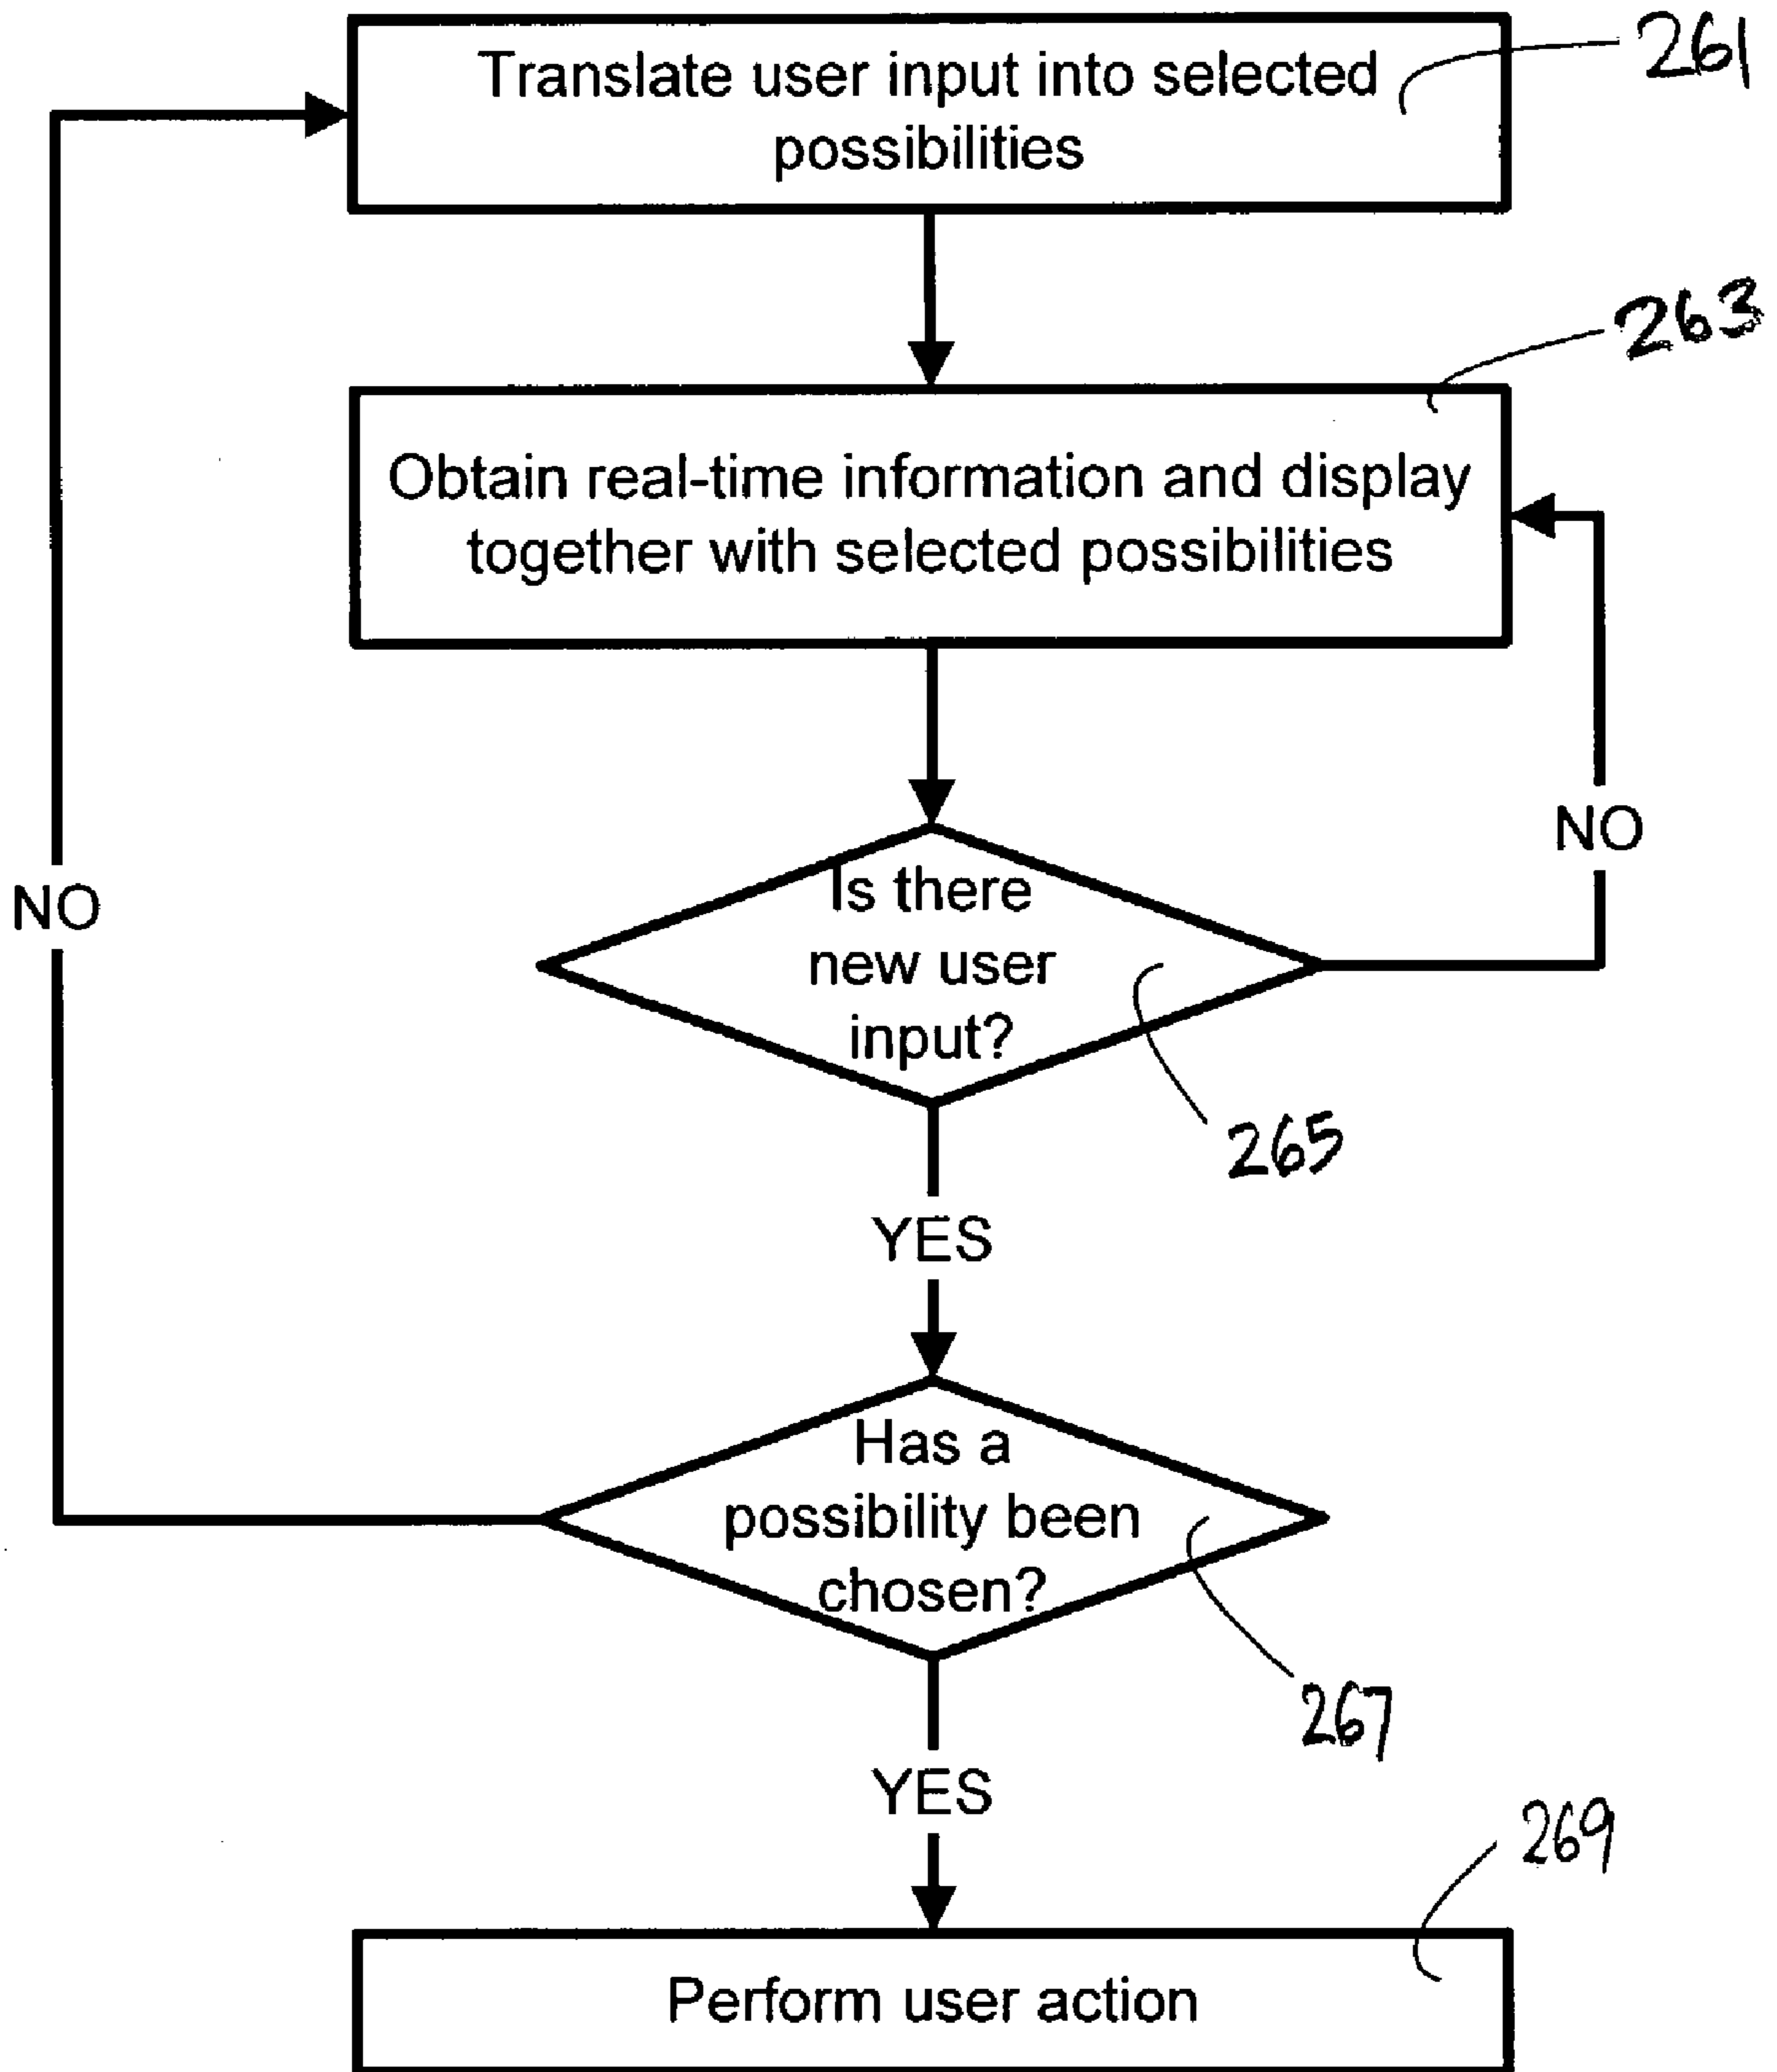 Translate user input into selected
possibilities
261
263
Obtain real-time information and display
together with selected possibilities
NO
NO
Is there
new user
input?
265
YES
Has a
possibility been
chosen?
267
YES
269
Perform user action